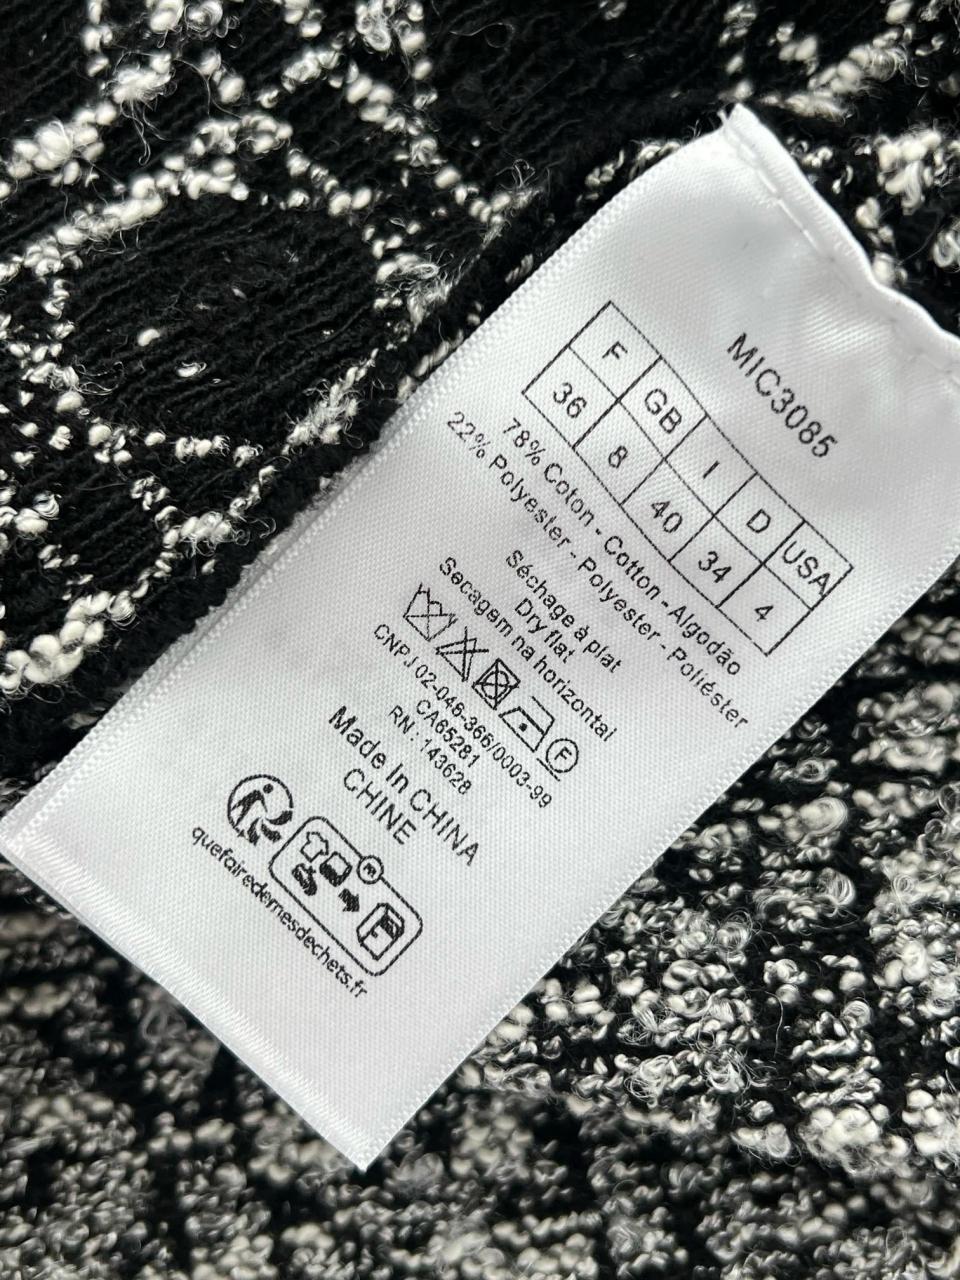 MIC3085
F GB I D USA
36 8 40 34 4
78% Coton - Cotton - Algodão
22% Polyester - Polyester - Poliéster
Séchage à plat
Dry flat
Secagem na horizontal
F
CNPJ 02-046-366/0003-99
CA65281
RN : 143628
Made In CHINA
CHINE
FR
quefairedemesdechets.fr